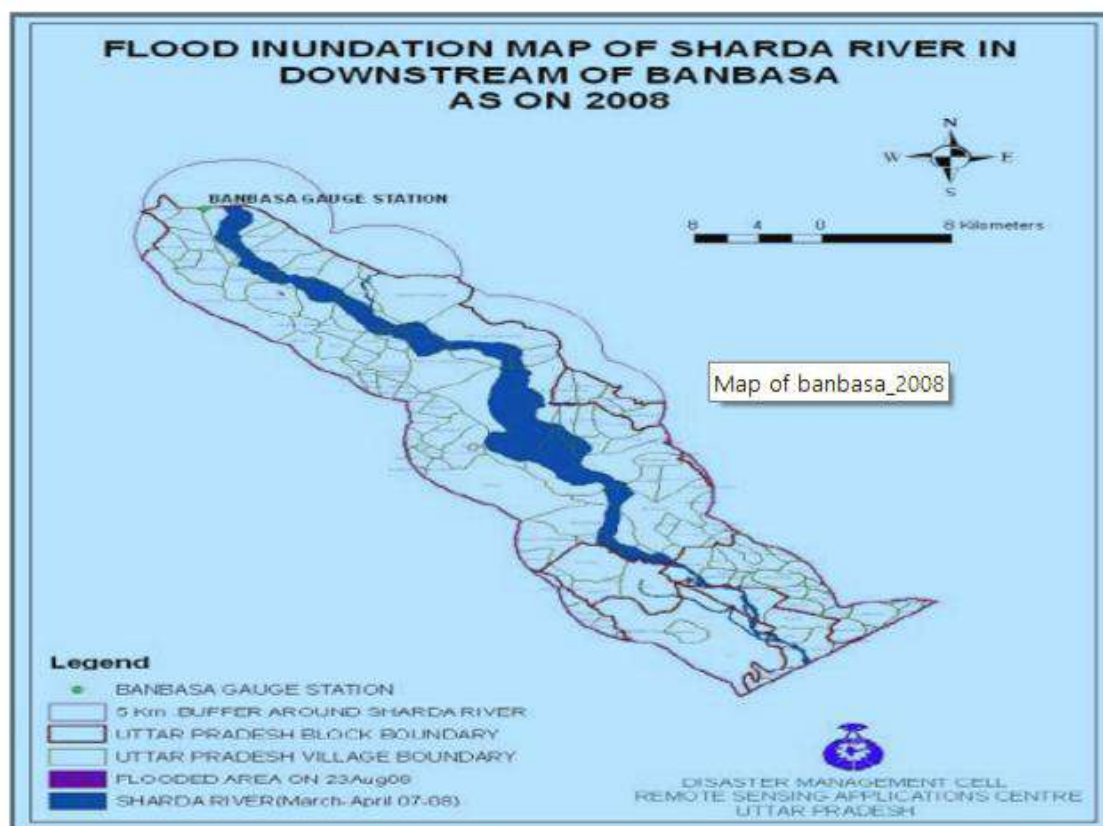 FLOOD INUNDATION MAP OF SHARDA RIVER IN
DOWNSTREAM OF BANBASA
AS ON 2008
N
W E
S
BANBASA GAUGE STATION
8 4 0 8 Kilometers
Map of banbasa_2008
Legend
BANBASA GAUGE STATION
5 Km .BUFFER AROUND SHARDA RIVER
UTTAR PRADESH BLOCK BOUNDARY
UTTAR PRADESH VILLAGE BOUNDARY
FLOODED AREA ON 23Aug08
SHARDA RIVER(March-April 07-08)
DISASTER MANAGEMENT CELL
REMOTE SENSING APPLICATIONS CENTRE
UTTAR PRADESH